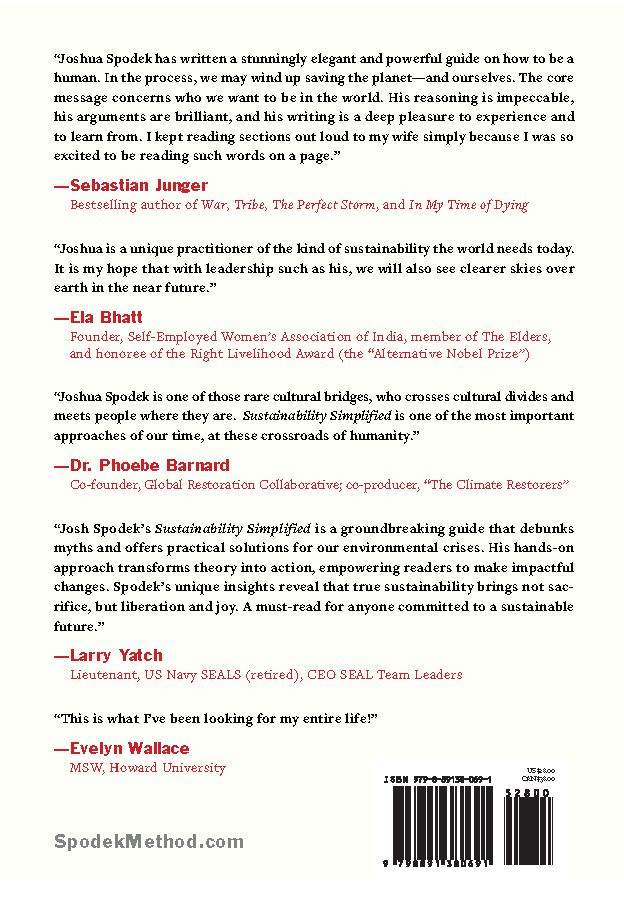 “Joshua Spodek has written a stunningly elegant and powerful guide on how to be a
human. In the process, we may wind up saving the planet—and ourselves. The core
message concerns who we want to be in the world. His reasoning is impeccable,
his arguments are brilliant, and his writing is a deep pleasure to experience and
to learn from. I kept reading sections out loud to my wife simply because I was so
excited to be reading such words on a page.”
—Sebastian Junger
Bestselling author of War, Tribe, The Perfect Storm, and In My Time of Dying
“Joshua is a unique practitioner of the kind of sustainability the world needs today.
It is my hope that with leadership such as his, we will also see clearer skies over
earth in the near future.”
—Ela Bhatt
Founder, Self-Employed Women’s Association of India, member of The Elders,
and honoree of the Right Livelihood Award (the “Alternative Nobel Prize”)
“Joshua Spodek is one of those rare cultural bridges, who crosses cultural divides and
meets people where they are. Sustainability Simplified is one of the most important
approaches of our time, at these crossroads of humanity.”
—Dr. Phoebe Barnard
Co-founder, Global Restoration Collaborative; co-producer, “The Climate Restorers”
“Josh Spodek’s Sustainability Simplified is a groundbreaking guide that debunks
myths and offers practical solutions for our environmental crises. His hands-on
approach transforms theory into action, empowering readers to make impactful
changes. Spodek’s unique insights reveal that true sustainability brings not sac-
rifice, but liberation and joy. A must-read for anyone committed to a sustainable
future.”
—Larry Yatch
Lieutenant, US Navy SEALS (retired), CEO SEAL Team Leaders
“This is what I’ve been looking for my entire life!”
—Evelyn Wallace
MSW, Howard University
ISBN 979-8-89138-069-1
52800
9 798891 380691
SpodekMethod.com